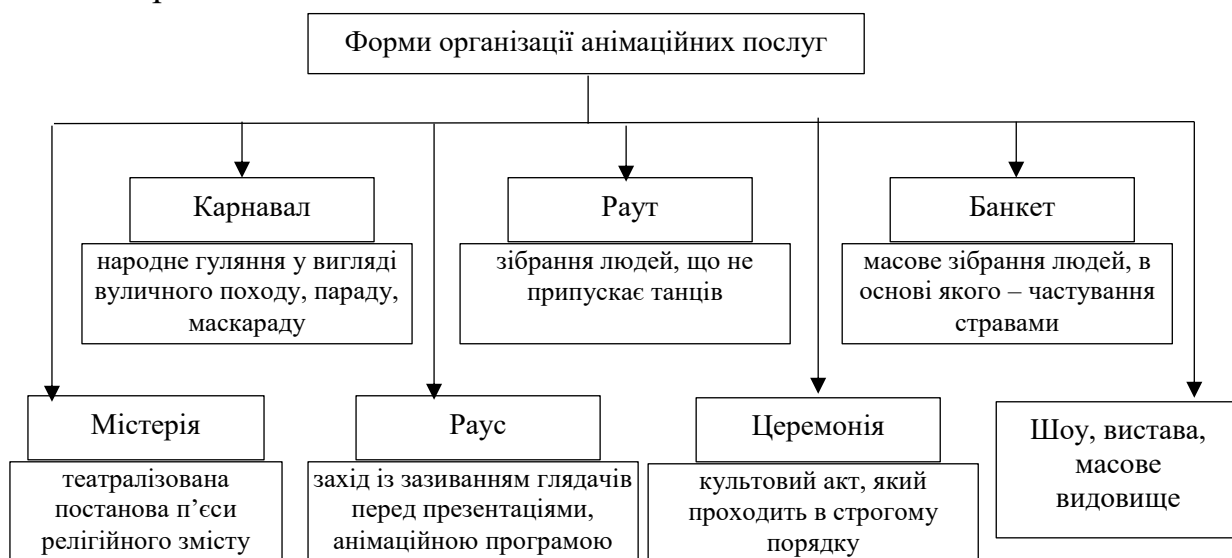 Форми організації анімаційних послуг
Карнавал
народне гуляння у вигляді
вуличного походу, параду,
маскараду
Раут
зібрання людей, що не
припускає танців
Банкет
масове зібрання людей, в
основі якого – частування
стравами
Містерія
театралізована
постанова п’єси
релігійного змісту
Раус
захід із зазиванням глядачів
перед презентаціями,
анімаційною програмою
Церемонія
культовий акт, який
проходить в строгому
порядку
Шоу, вистава,
масове
видовище